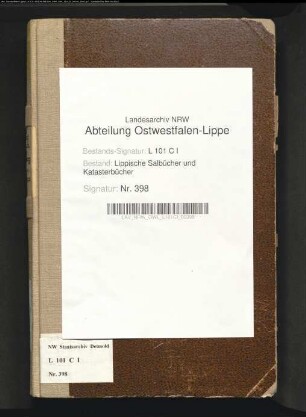 Landesarchiv NRW
Abteilung Ostwestfalen-Lippe
Bestands-Signatur: L 101 C I
Bestand: Lippische Salbücher und
Katasterbücher
Signatur: Nr. 398
NW Staatsarchiv Detmold
L 101 C I
Nr. 398